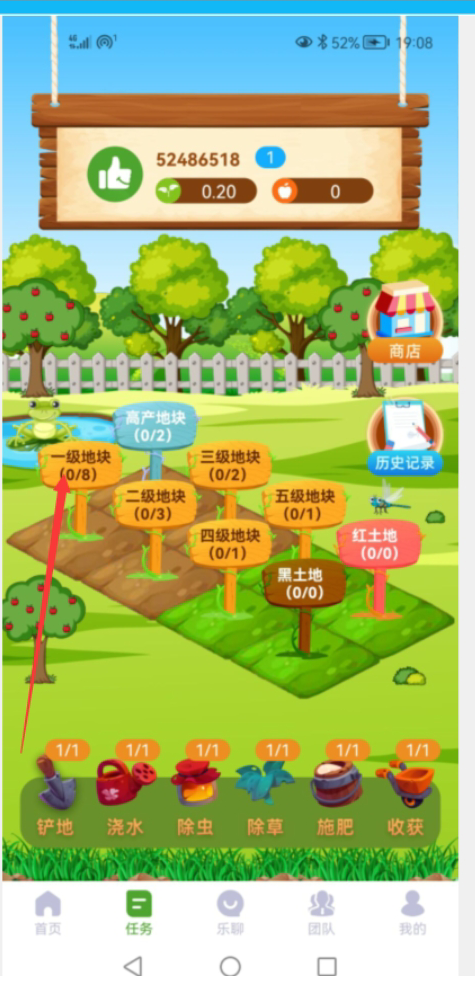 52% 19:08
52486518 1
0.20 0
商店
高产地块
(0/2)
历史记录
一级地块
(0/8)
三级地块
(0/2)
二级地块
(0/3)
五级地块
(0/1)
四级地块
(0/1)
红土地
(0/0)
黑土地
(0/0)
1/1 1/1 1/1 1/1 1/1 1/1
铲地 浇水 除虫 除草 施肥 收获
首页 任务 乐聊 团队 我的